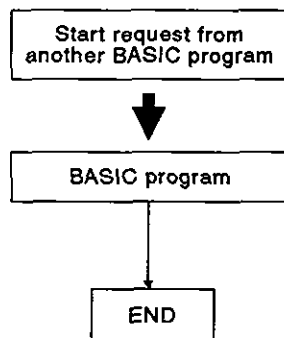 Start request from
another BASIC program
BASIC program
END